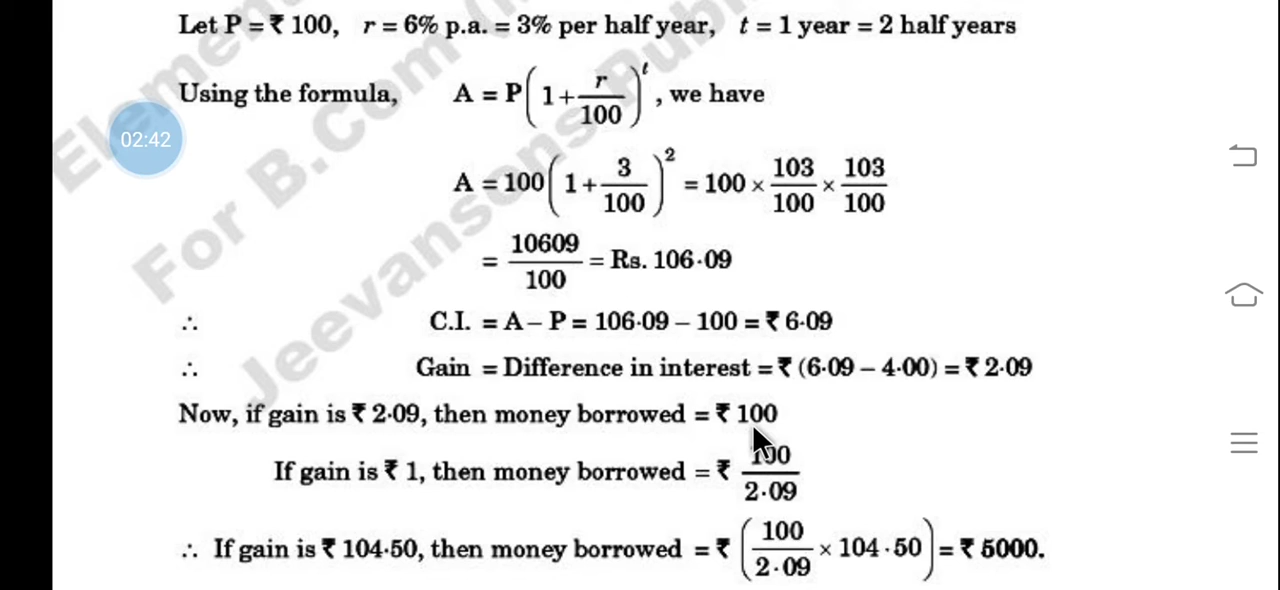 Let P = ₹ 100, r = 6% p.a. = 3% per half year, t = 1 year = 2 half years
Using the formula, A = P(1+r/100)^t, we have
A = 100(1+3/100)^2 = 100 × 103/100 × 103/100
= 10609/100 = Rs. 106·09
∴ C.I. = A – P = 106·09 – 100 = ₹ 6·09
∴ Gain = Difference in interest = ₹ (6·09 – 4·00) = ₹ 2·09
Now, if gain is ₹ 2·09, then money borrowed = ₹ 100
If gain is ₹ 1, then money borrowed = ₹ 100/2·09
∴ If gain is ₹ 104·50, then money borrowed = ₹ (100/2·09 × 104·50) = ₹ 5000.
02:42
For B.Com
Jeevansons